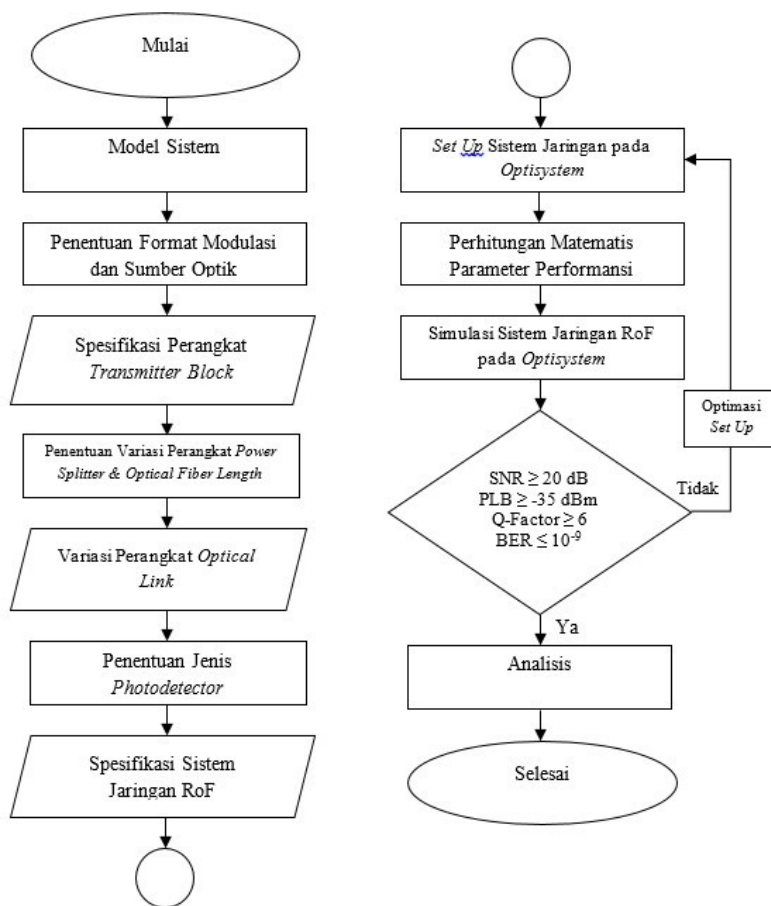 Mulai
Model Sistem
Penentuan Format Modulasi
dan Sumber Optik
Spesifikasi Perangkat
Transmitter Block
Penentuan Variasi Perangkat Power
Splitter & Optical Fiber Length
Variasi Perangkat Optical
Link
Penentuan Jenis
Photodetector
Spesifikasi Sistem
Jaringan RoF
Set Up Sistem Jaringan pada
Optisystem
Perhitungan Matematis
Parameter Performansi
Simulasi Sistem Jaringan RoF
pada Optisystem
Optimasi
Set Up
SNR ≥ 20 dB
PLB ≥ -35 dBm
Q-Factor ≥ 6
BER ≤ 10⁻⁹
Tidak
Ya
Analisis
Selesai